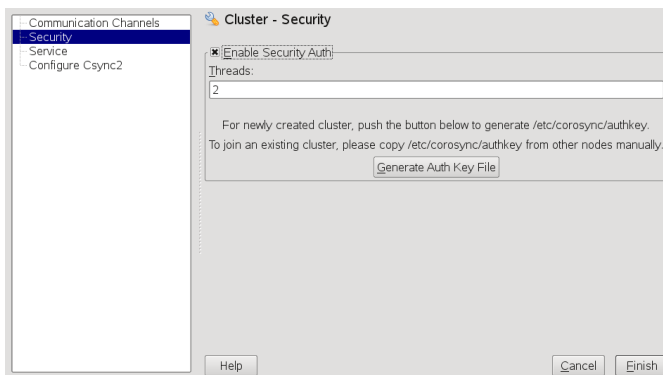 Communication Channels
Security
Service
Configure Csync2
Cluster - Security
Enable Security Auth
Threads:
2
For newly created cluster, push the button below to generate /etc/corosync/authkey.
To join an existing cluster, please copy /etc/corosync/authkey from other nodes manually.
Generate Auth Key File
Help
Cancel
Finish